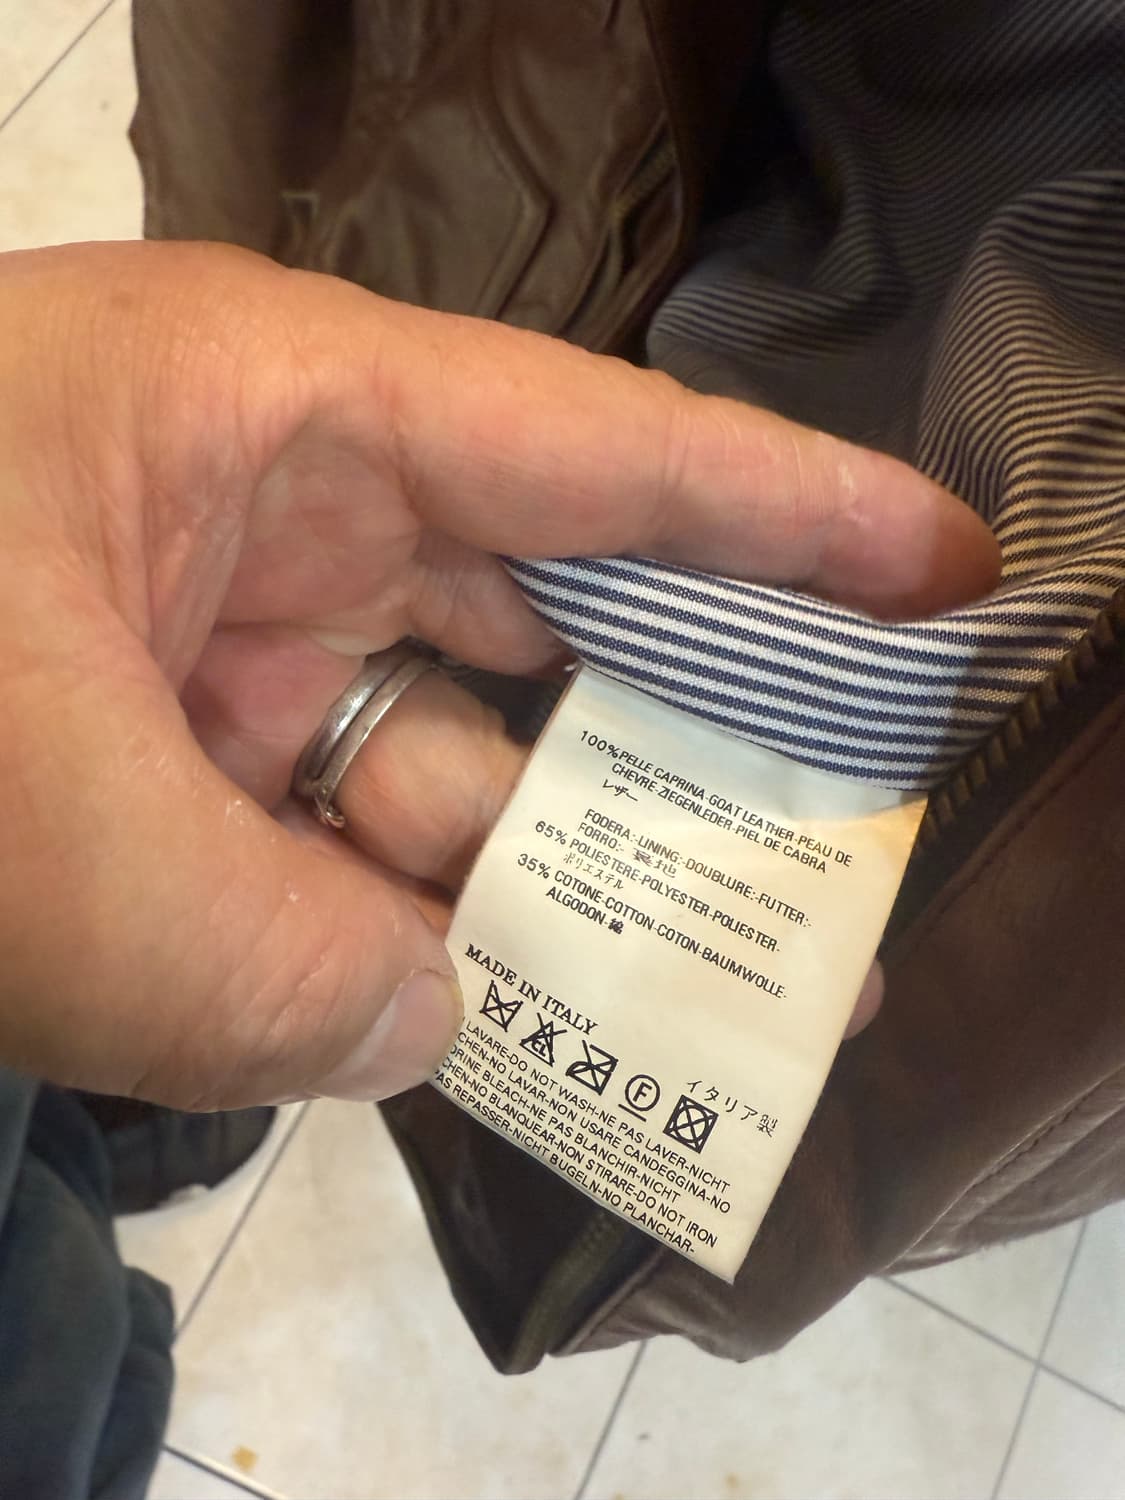 100%PELLE CAPRINA-GOAT LEATHER-PEAU DE
CHEVRE-ZIEGENLEDER-PIEL DE CABRA
レザー
FODERA:-LINING:-DOUBLURE:-FUTTER:-
FORRO:- 裏地
65% POLIESTERE-POLYESTER-POLIESTER-
ポリエステル
35% COTONE-COTTON-COTON-BAUMWOLLE-
ALGODON-綿
MADE IN ITALY
CL
F
イタリア製
LAVARE-DO NOT WASH-NE PAS LAVER-NICHT
CHEN-NO LAVAR-NON USARE CANDEGGINA-NO
ORINE BLEACH-NE PAS BLANCHIR-NICHT
CHEN-NO BLANQUEAR-NON STIRARE-DO NOT IRON
PAS REPASSER-NICHT BUGELN-NO PLANCHAR-